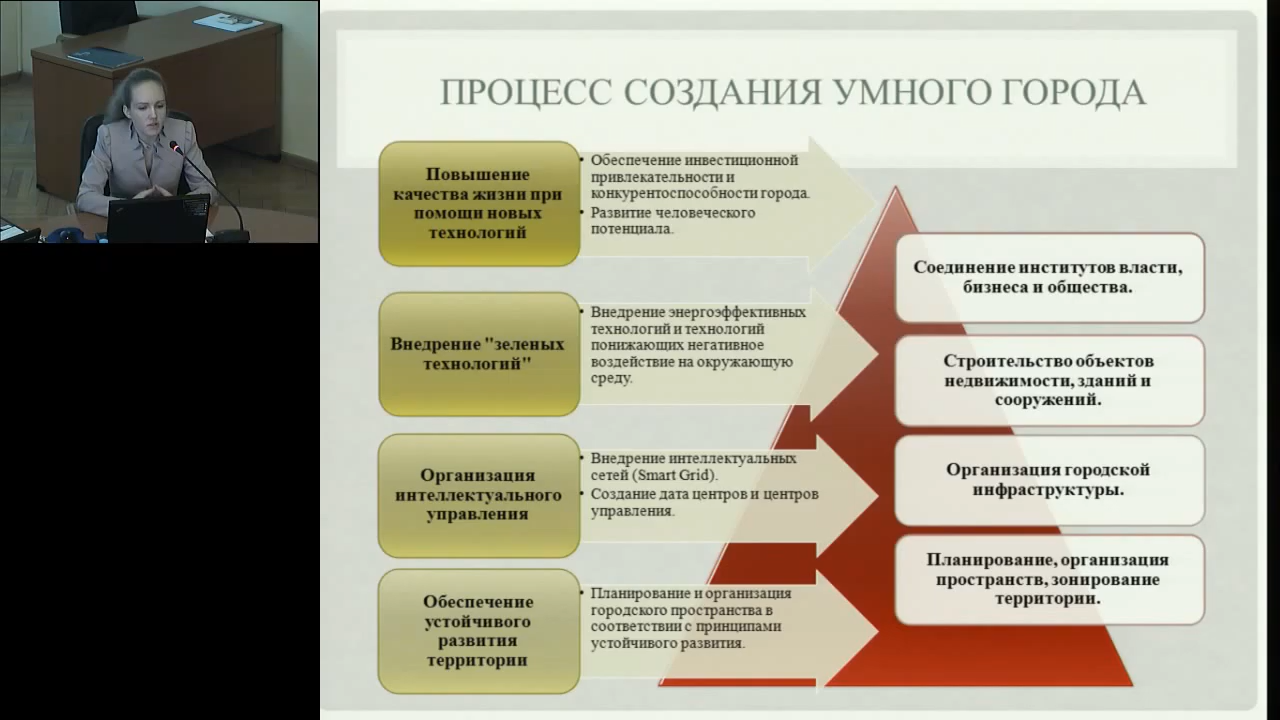 ПРОЦЕСС СОЗДАНИЯ УМНОГО ГОРОДА
Повышение
качества жизни при
помощи новых
технологий
• Обеспечение инвестиционной
привлекательности и
конкурентоспособности города.
• Развитие человеческого
потенциала.
Внедрение "зеленых
технологий"
• Внедрение энергоэффективных
технологий и технологий
понижающих негативное
воздействие на окружающую
среду.
Организация
интеллектуального
управления
• Внедрение интеллектуальных
сетей (Smart Grid).
• Создание дата центров и центров
управления.
Обеспечение
устойчивого
развития
территории
• Планирование и организация
городского пространства в
соответствии с принципами
устойчивого развития.
Соединение институтов власти,
бизнеса и общества.
Строительство объектов
недвижимости, зданий и
сооружений.
Организация городской
инфраструктуры.
Планирование, организация
пространств, зонирование
территории.